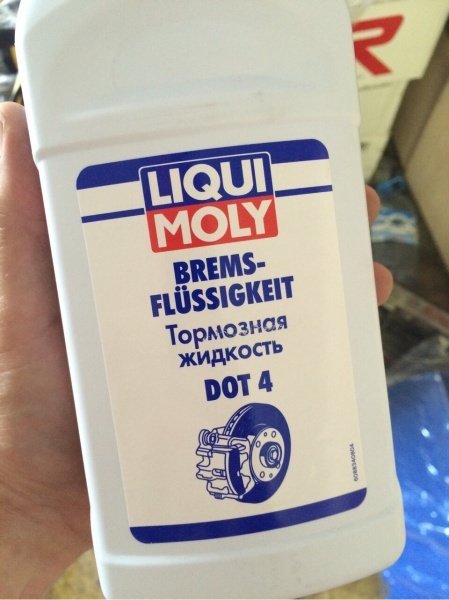 R
LIQUI
MOLY
BREMS-
FLÜSSIGKEIT
Тормозная
жидкость
DOT 4